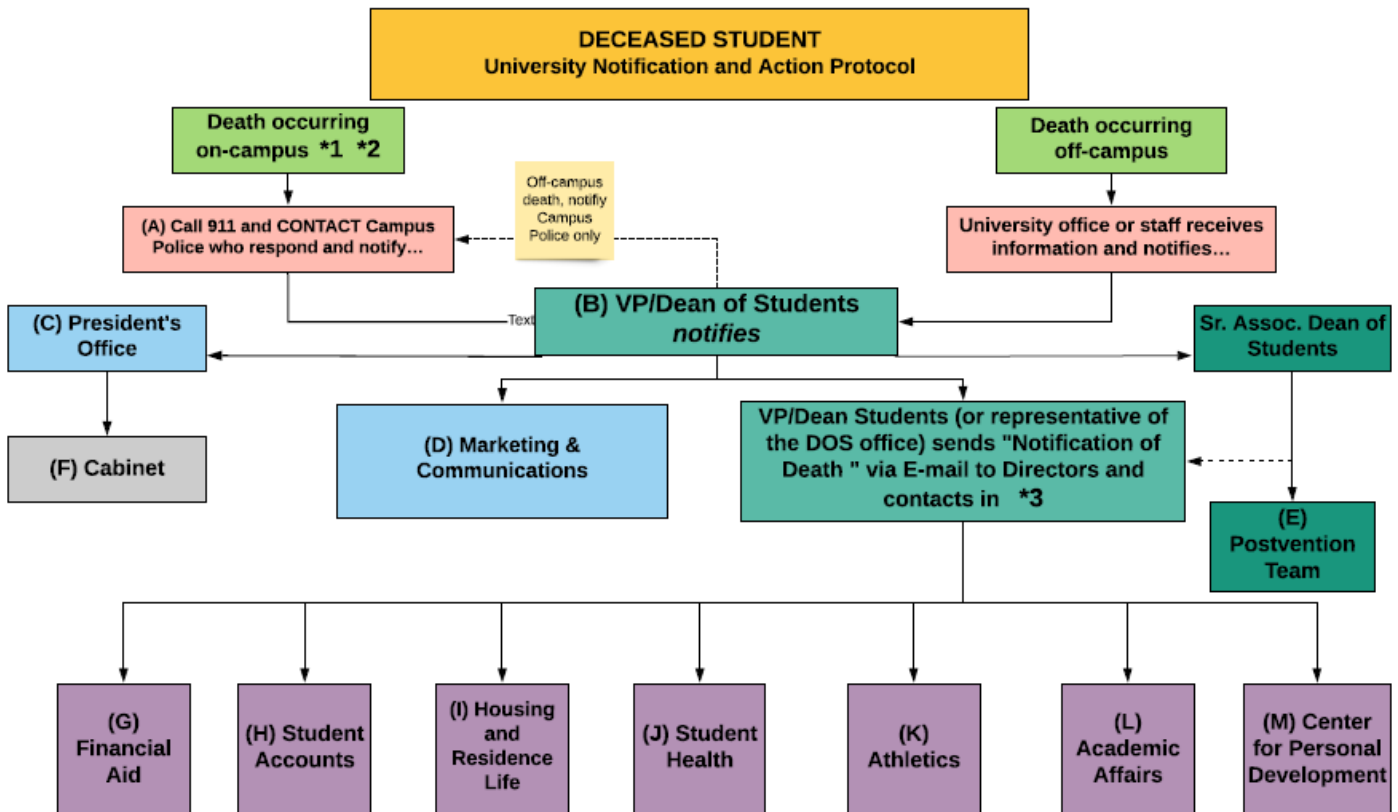 DECEASED STUDENT
University Notification and Action Protocol
Death occurring
on-campus *1 *2
Death occurring
off-campus
Off-campus
death, notifiy
Campus
Police only
(A) Call 911 and CONTACT Campus
Police who respond and notify…
University office or staff receives
information and notifies…
(B) VP/Dean of Students
notifies
Text
(C) President's
Office
Sr. Assoc. Dean of
Students
(F) Cabinet
(D) Marketing &
Communications
VP/Dean Students (or representative of
the DOS office) sends "Notification of
Death " via E-mail to Directors and
contacts in *3
(E)
Postvention
Team
(G)
Financial
Aid
(H) Student
Accounts
(I) Housing
and
Residence
Life
(J) Student
Health
(K)
Athletics
(L)
Academic
Affairs
(M) Center
for Personal
Development